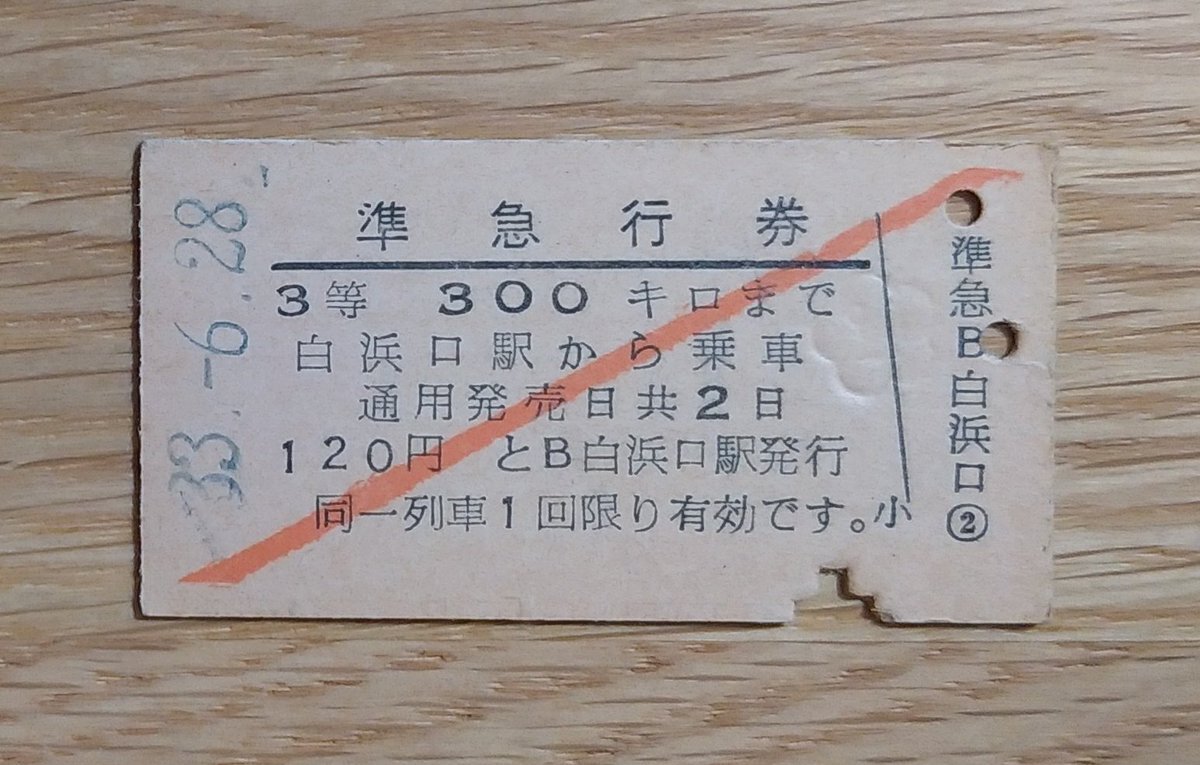 33.-6.28
準急行券
3等 300キロまで
白浜口駅から乗車
通用発売日共2日
120円 とB白浜口駅発行
同一列車1回限り有効です。
小
準急B白浜口②